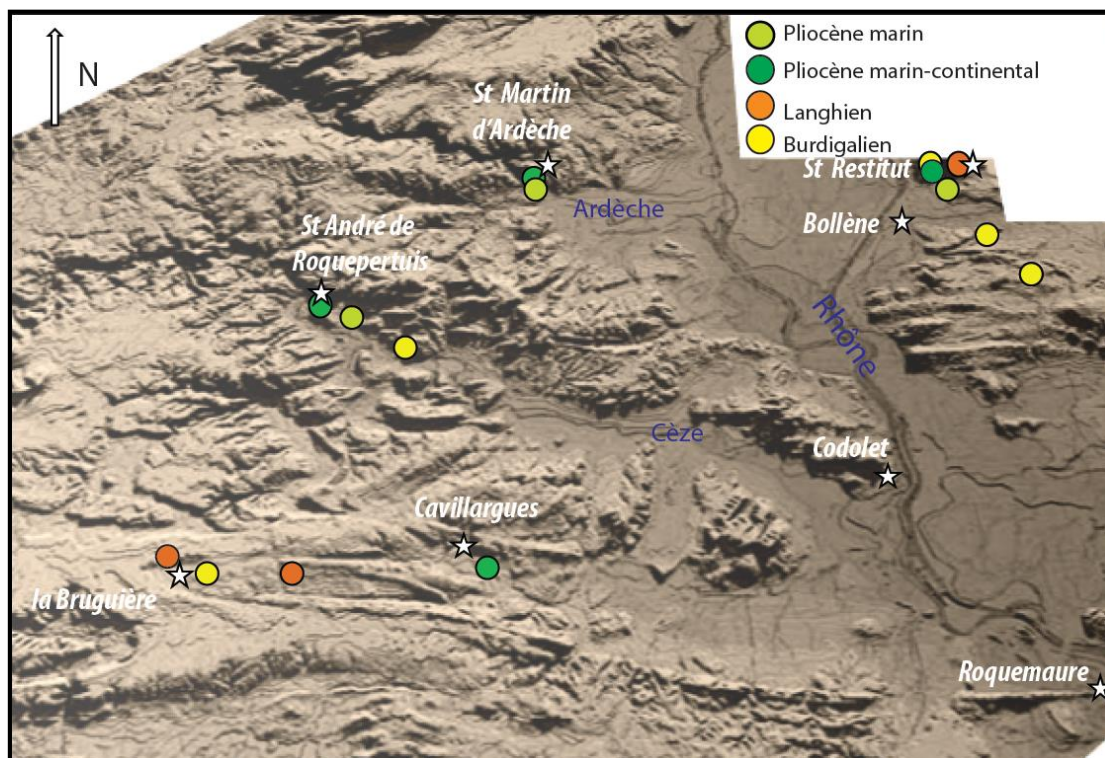 N
Pliocène marin
Pliocène marin-continental
Langhien
Burdigalien
St Martin
d'Ardèche
St Restitut
Ardèche
Bollène
St André de
Roquepertuis
Rhône
Cèze
Codolet
Cavillargues
la Bruguière
Roquemaure